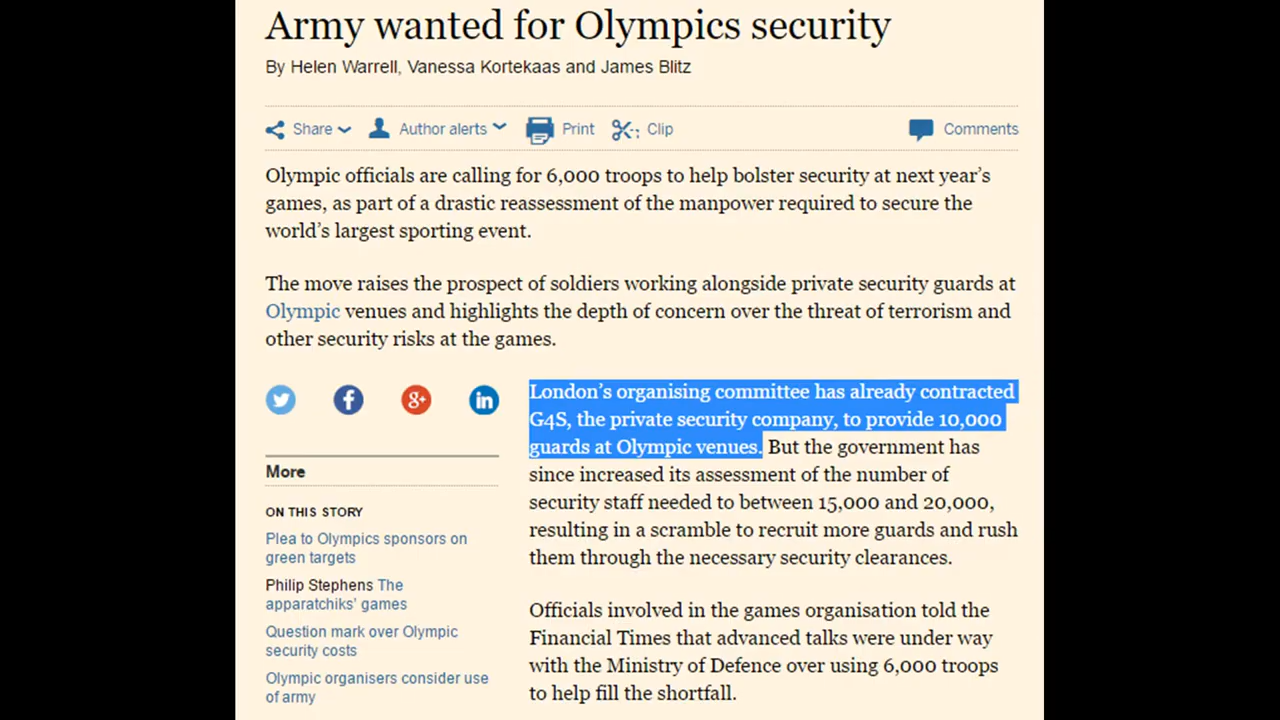 Army wanted for Olympics security
By Helen Warrell, Vanessa Kortekaas and James Blitz
Share
Author alerts
Print
Clip
Comments
Olympic officials are calling for 6,000 troops to help bolster security at next year's
games, as part of a drastic reassessment of the manpower required to secure the
world's largest sporting event.
The move raises the prospect of soldiers working alongside private security guards at
Olympic venues and highlights the depth of concern over the threat of terrorism and
other security risks at the games.
London's organising committee has already contracted
G4S, the private security company, to provide 10,000
guards at Olympic venues. But the government has
since increased its assessment of the number of
security staff needed to between 15,000 and 20,000,
resulting in a scramble to recruit more guards and rush
them through the necessary security clearances.
Officials involved in the games organisation told the
Financial Times that advanced talks were under way
with the Ministry of Defence over using 6,000 troops
to help fill the shortfall.
More
ON THIS STORY
Plea to Olympics sponsors on
green targets
Philip Stephens The
apparatchiks' games
Question mark over Olympic
security costs
Olympic organisers consider use
of army